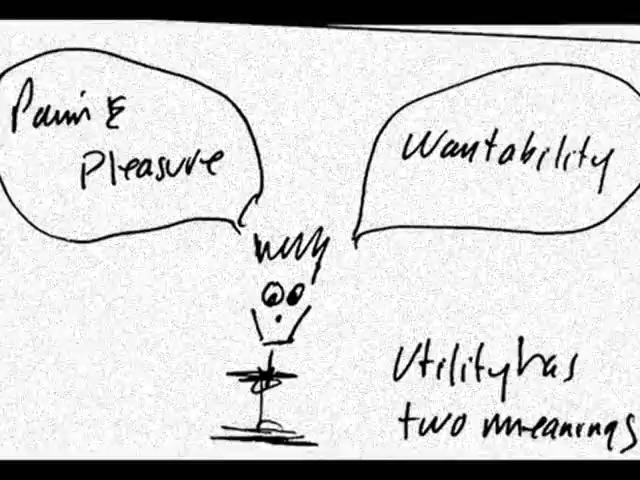 Pain &
Pleasure
Wantability
Utility has
two meanings